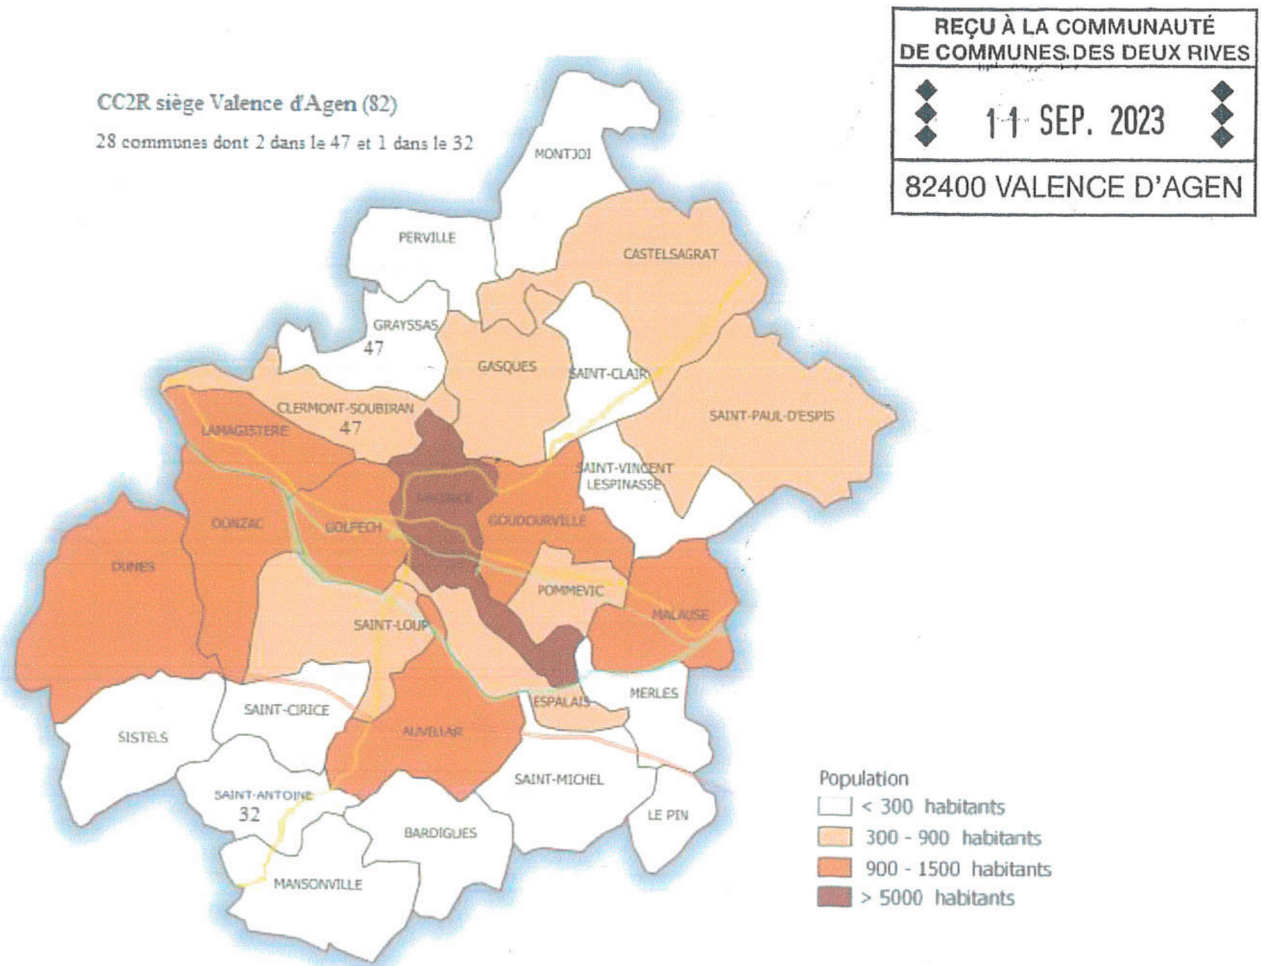 REÇU À LA COMMUNAUTÉ
DE COMMUNES DES DEUX RIVES
11 SEP. 2023
82400 VALENCE D'AGEN
CC2R siège Valence d'Agen (82)
28 communes dont 2 dans le 47 et 1 dans le 32
MONTJOI
PERVILLE
CASTELSAGRAT
GRAYSSAS
47
GASQUES
SAINT-CLAIR
CLERMONT-SOUBIRAN
47
SAINT-PAUL-D'ESPIS
LAMAGISTERE
SAINT-VINCENT
LESPINASSE
VALENCE
DONZAC
GOLFECH
GOUDOURVILLE
DUNES
POMMEVIC
MALAUSE
SAINT-LOUP
MERLES
ESPALAIS
SAINT-CIRICE
AUVILLAR
SISTELS
SAINT-MICHEL
SAINT-ANTOINE
32
LE PIN
BARDIGUES
MANSONVILLE
Population
< 300 habitants
300 - 900 habitants
900 - 1500 habitants
> 5000 habitants